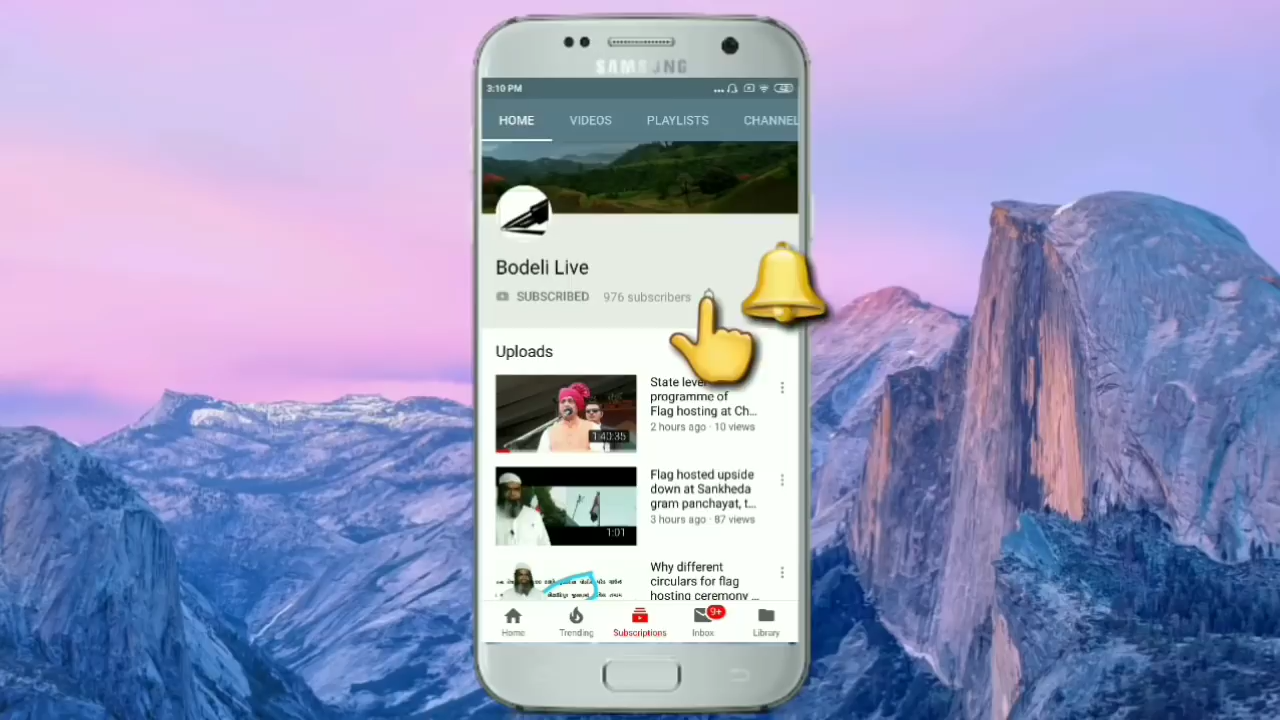 SAMSUNG
3:10 PM
HOME VIDEOS PLAYLISTS CHANNEL
Bodeli Live
SUBSCRIBED 976 subscribers
Uploads
State level
programme of
Flag hosting at Ch...
2 hours ago · 10 views
1:40:35
Flag hosted upside
down at Sankheda
gram panchayat, t...
3 hours ago · 87 views
1:01
Why different
circulars for flag
hosting ceremony ...
9+
Home Trending Subscriptions Inbox Library